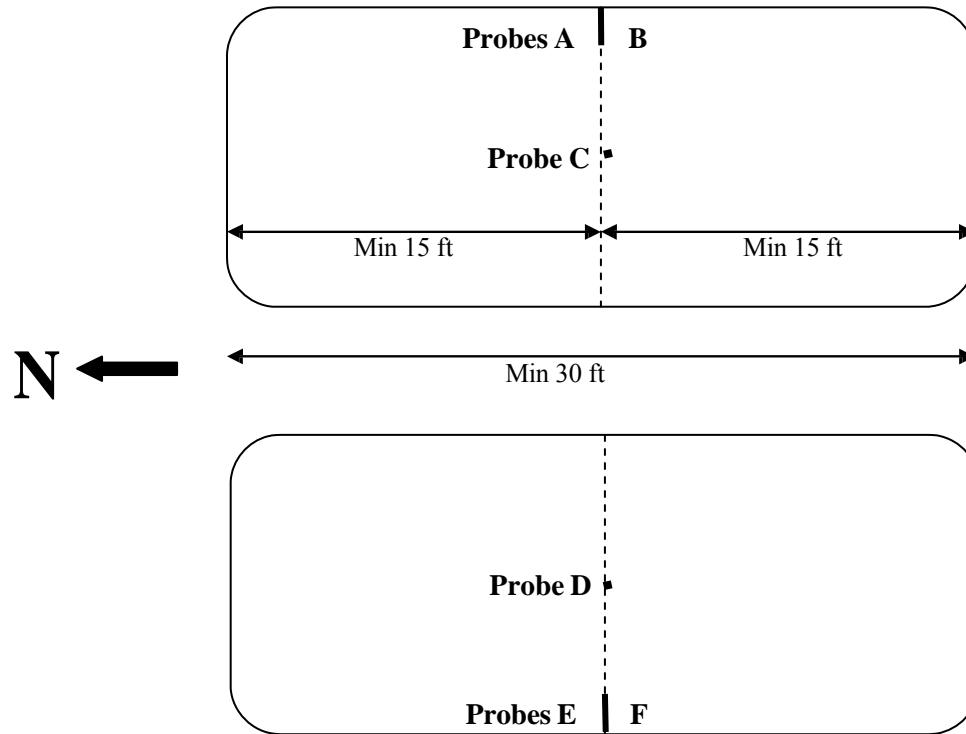 Probes A B
Probe C
Min 15 ft Min 15 ft
N
Min 30 ft
Probe D
Probes E F